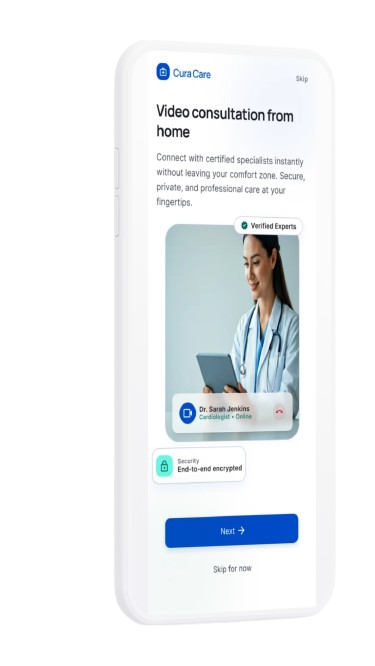 Cura Care
Skip
Video consultation from
home
Connect with certified specialists instantly
without leaving your comfort zone. Secure,
private, and professional care at your
fingertips.
Verified Experts
Dr. Sarah Jenkins
Cardiologist • Online
Security
End-to-end encrypted
Next →
Skip for now